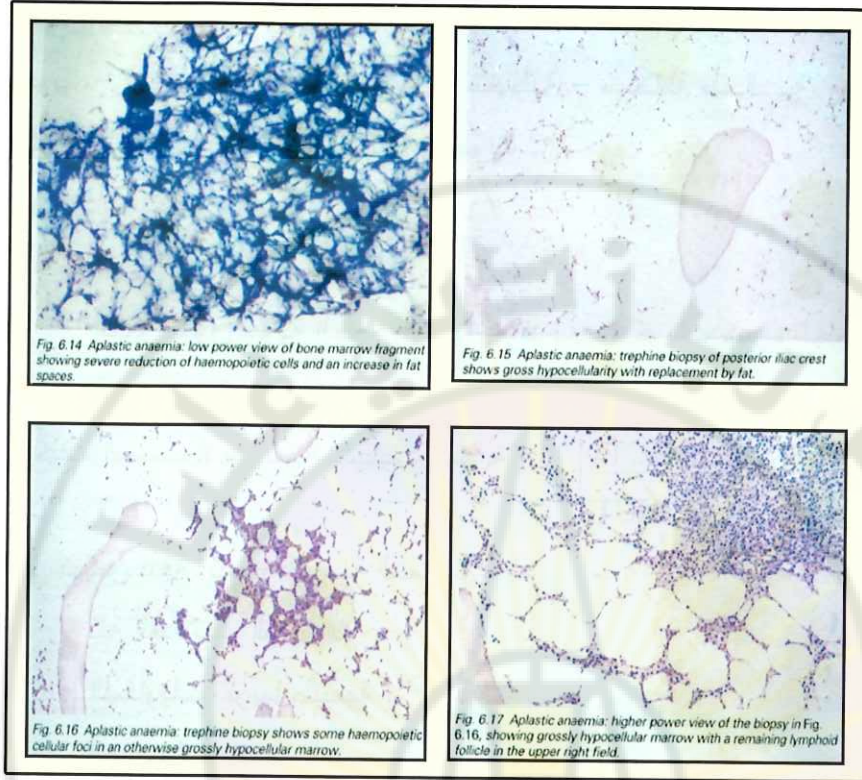 Fig. 6.14 Aplastic anaemia: low power view of bone marrow fragment
showing severe reduction of haemopoietic cells and an increase in fat
spaces.
Fig. 6.15 Aplastic anaemia: trephine biopsy of posterior iliac crest
shows gross hypocellularity with replacement by fat.
Fig. 6.16 Aplastic anaemia: trephine biopsy shows some haemopoietic
cellular foci in an otherwise grossly hypocellular marrow.
Fig. 6.17 Aplastic anaemia: higher power view of the biopsy in Fig.
6.16, showing grossly hypocellular marrow with a remaining lymphoid
follicle in the upper right field.